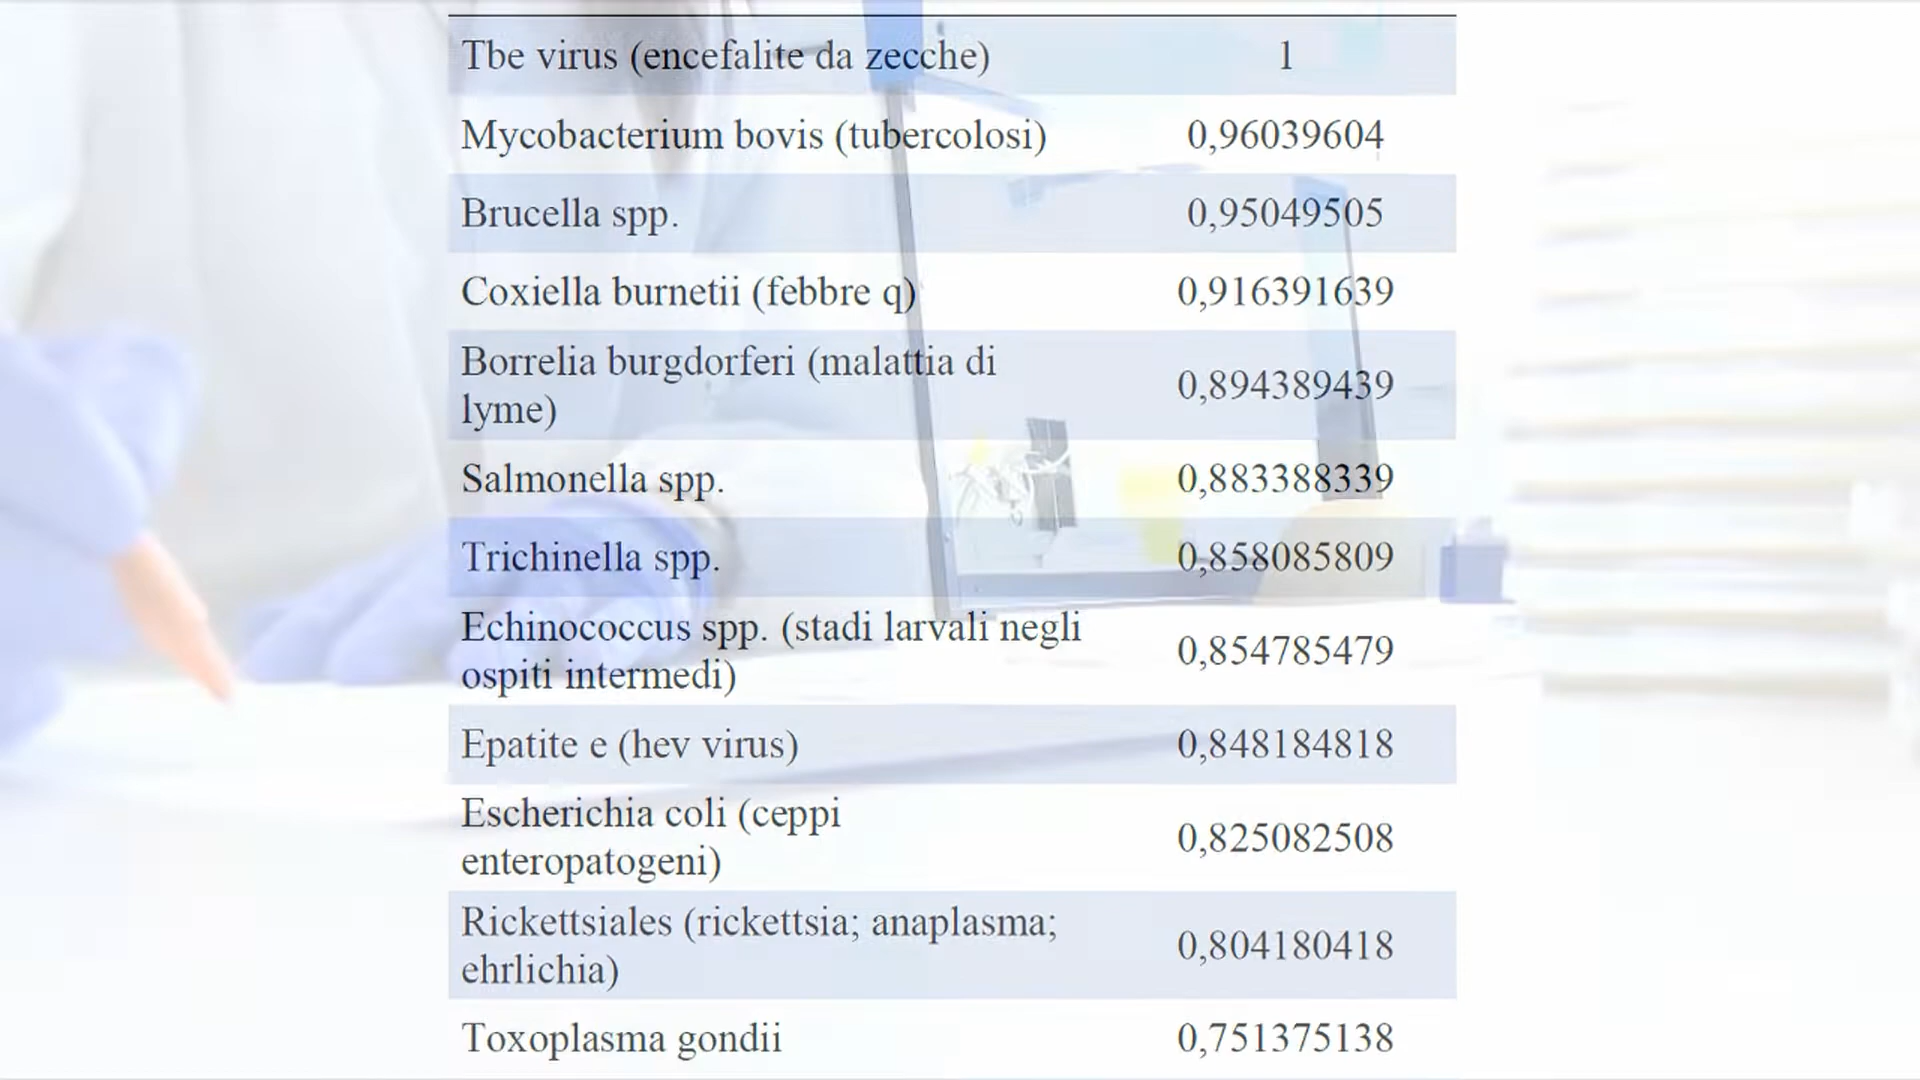 Tbe virus (encefalite da zecche) 1
Mycobacterium bovis (tubercolosi) 0,96039604
Brucella spp. 0,95049505
Coxiella burnetii (febbre q) 0,916391639
Borrelia burgdorferi (malattia di
lyme) 0,894389439
Salmonella spp. 0,883388339
Trichinella spp. 0,858085809
Echinococcus spp. (stadi larvali negli
ospiti intermedi) 0,854785479
Epatite e (hev virus) 0,848184818
Escherichia coli (ceppi
enteropatogeni) 0,825082508
Rickettsiales (rickettsia; anaplasma;
ehrlichia) 0,804180418
Toxoplasma gondii 0,751375138